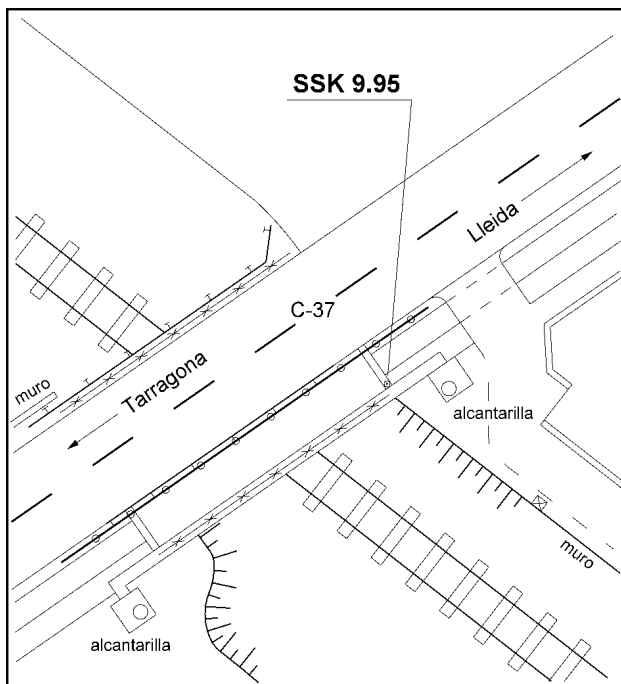 SSK 9.95
Lleida
C-37
Tarragona
muro
alcantarilla
muro
alcantarilla